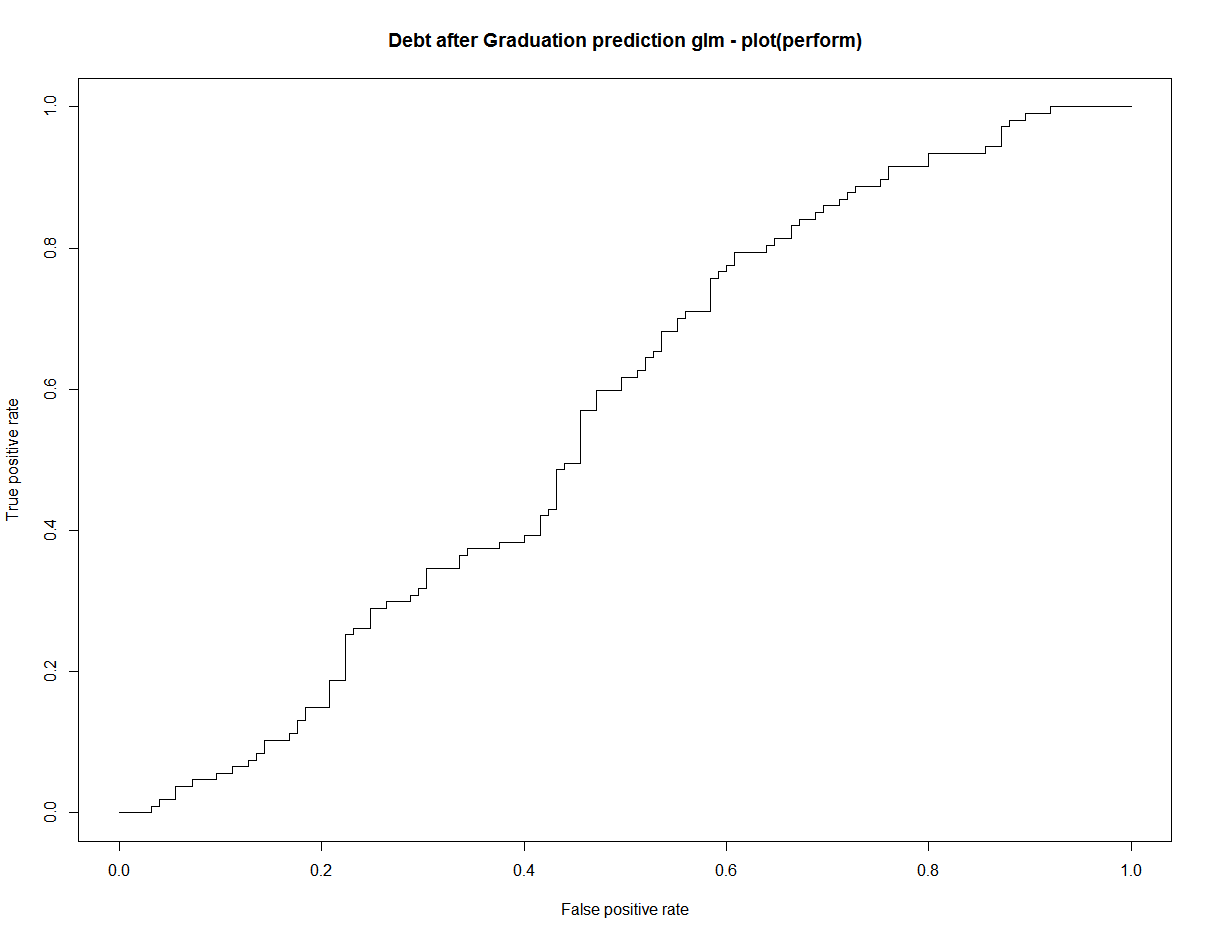 Debt after Graduation prediction glm - plot(perform)
1.0
0.8
0.6
0.4
0.2
0.0
True positive rate
0.0 0.2 0.4 0.6 0.8 1.0
False positive rate